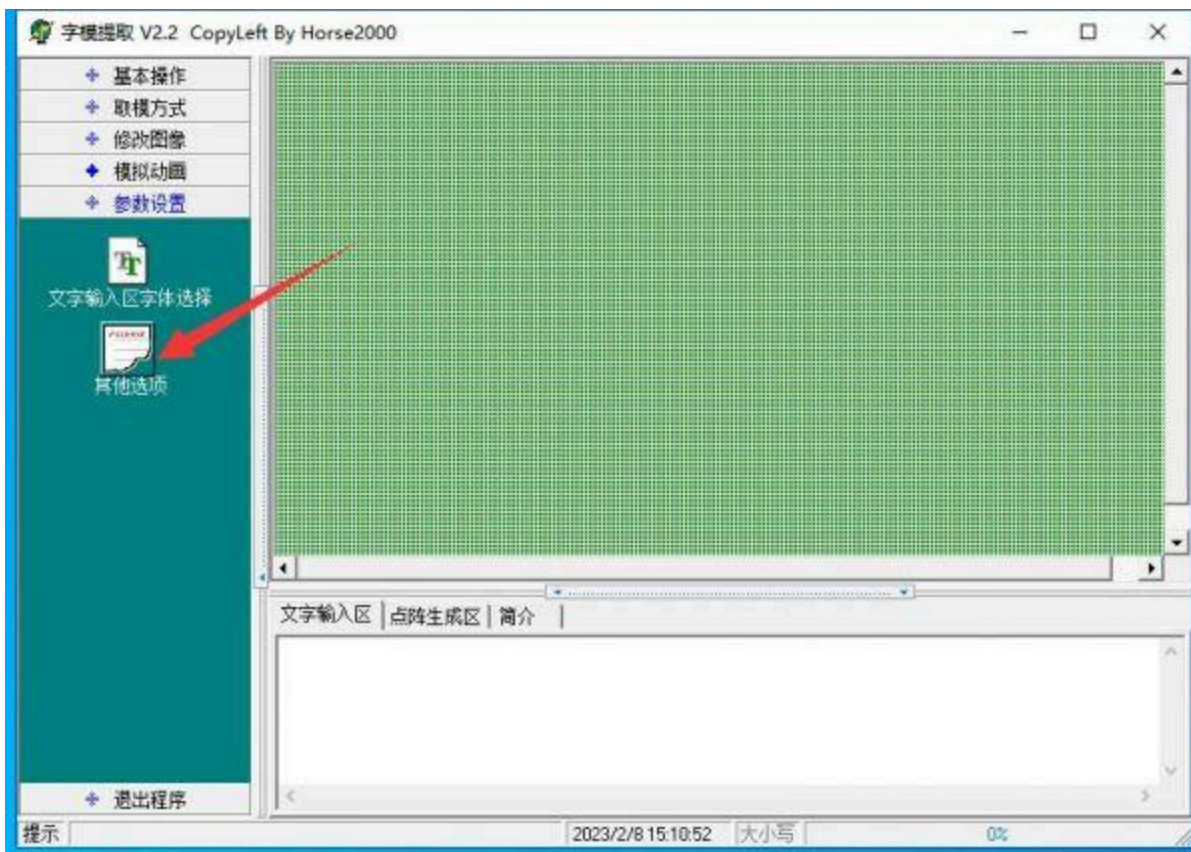 字模提取 V2.2 CopyLeft By Horse2000
基本操作
取模方式
修改图像
模拟动画
参数设置
文字输入区字体选择
其他选项
文字输入区 点阵生成区 简介
退出程序
提示 2023/2/8 15:10:52 大小写 0%